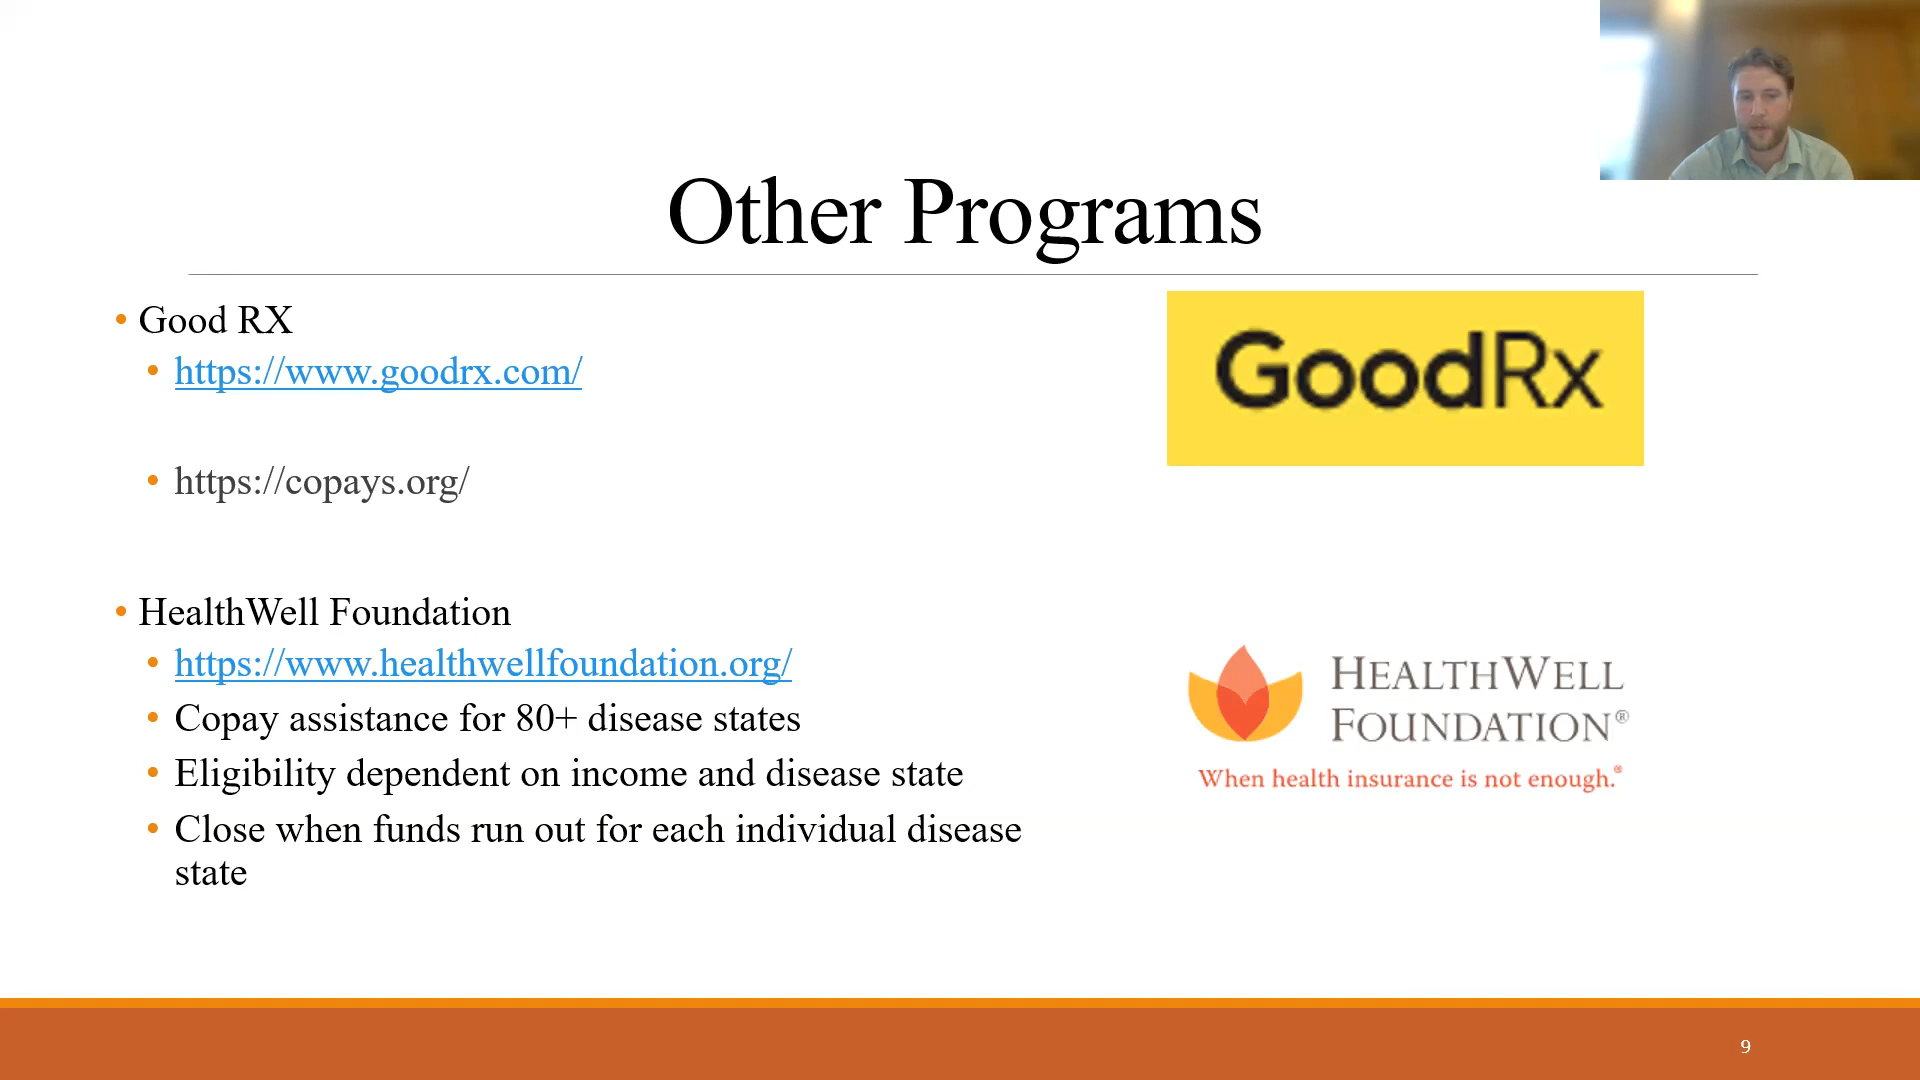 Other Programs
Good RX
https://www.goodrx.com/
https://copays.org/
HealthWell Foundation
https://www.healthwellfoundation.org/
Copay assistance for 80+ disease states
Eligibility dependent on income and disease state
Close when funds run out for each individual disease
state
GoodRx
HEALTHWELL
FOUNDATION®
When health insurance is not enough.®
9